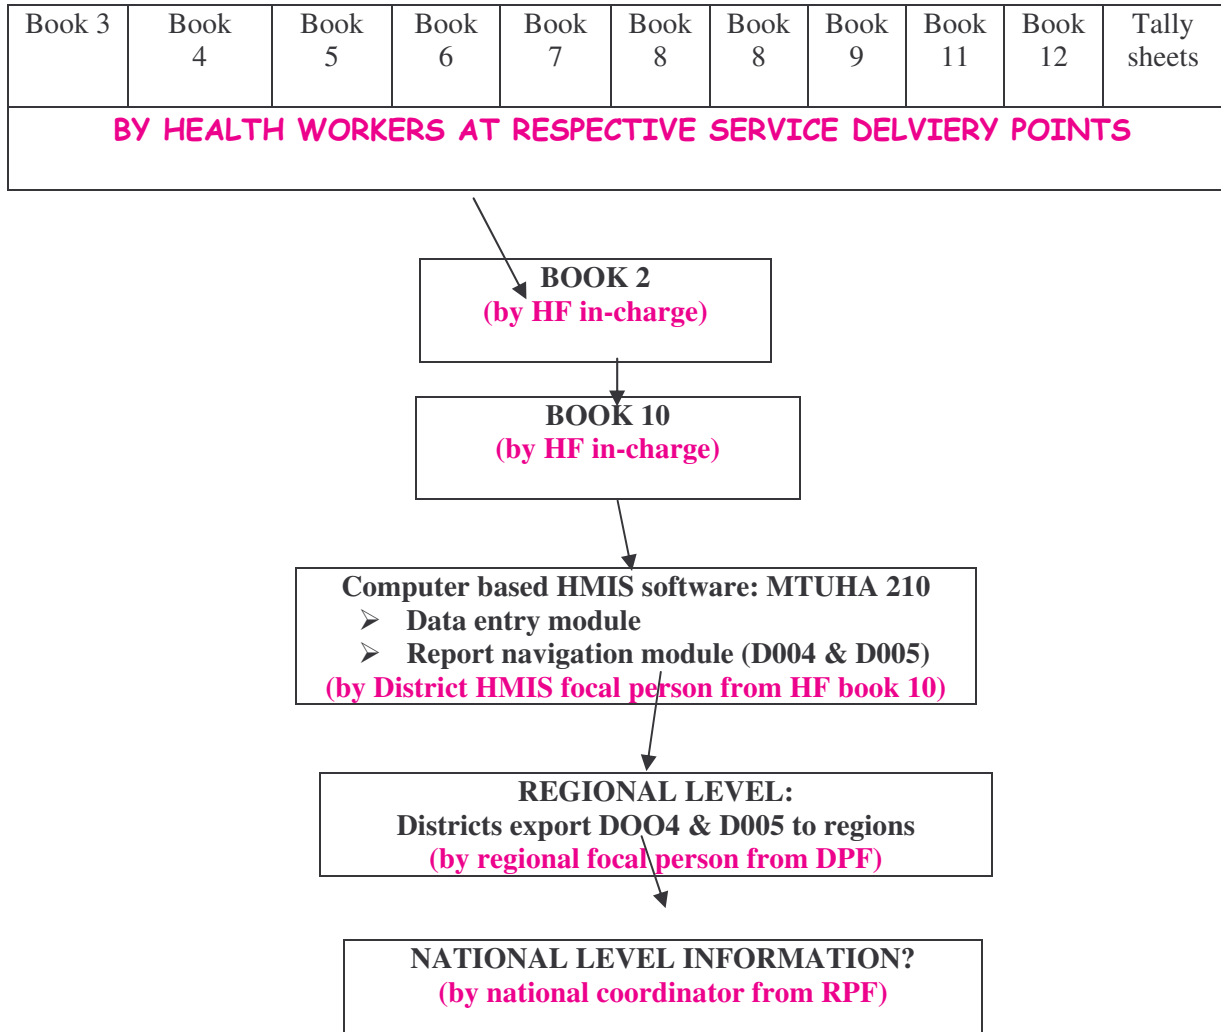 Book 3 Book Book Book Book Book Book Book Book Book Tally
4 5 6 7 8 8 9 11 12 sheets
BY HEALTH WORKERS AT RESPECTIVE SERVICE DELVIERY POINTS
BOOK 2
(by HF in-charge)
BOOK 10
(by HF in-charge)
Computer based HMIS software: MTUHA 210
➢ Data entry module
➢ Report navigation module (D004 & D005)
(by District HMIS focal person from HF book 10)
REGIONAL LEVEL:
Districts export DOO4 & D005 to regions
(by regional focal person from DPF)
NATIONAL LEVEL INFORMATION?
(by national coordinator from RPF)